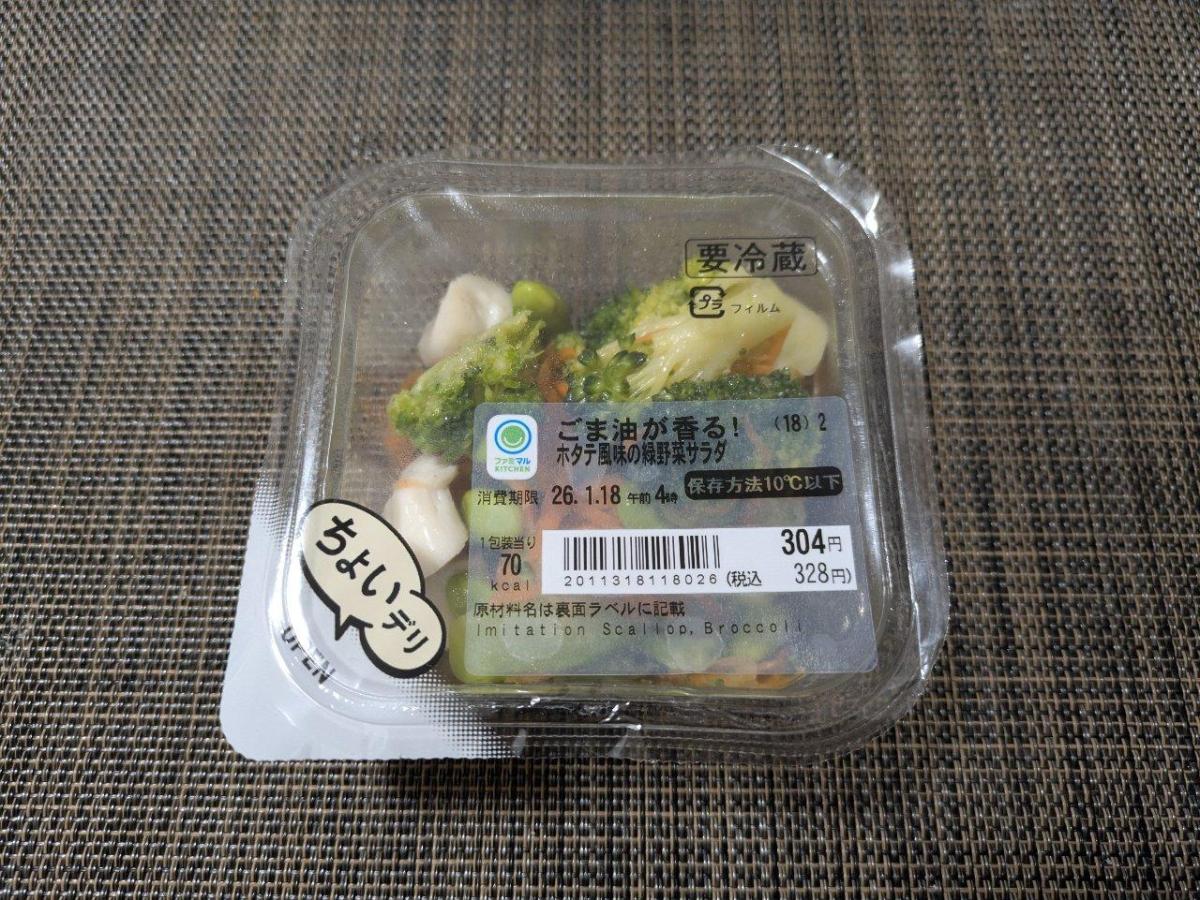 要冷蔵
プラ フィルム
ファミマル
KITCHEN
ごま油が香る! (18) 2
ホタテ風味の緑野菜サラダ
消費期限 26. 1.18 午前 4時
保存方法10℃以下
1包装当り
70
kcal
304円
2011318118026 (税込 328円)
原材料名は裏面ラベルに記載
Imitation Scallop, Broccoli
ちょい
デリ
OPEN